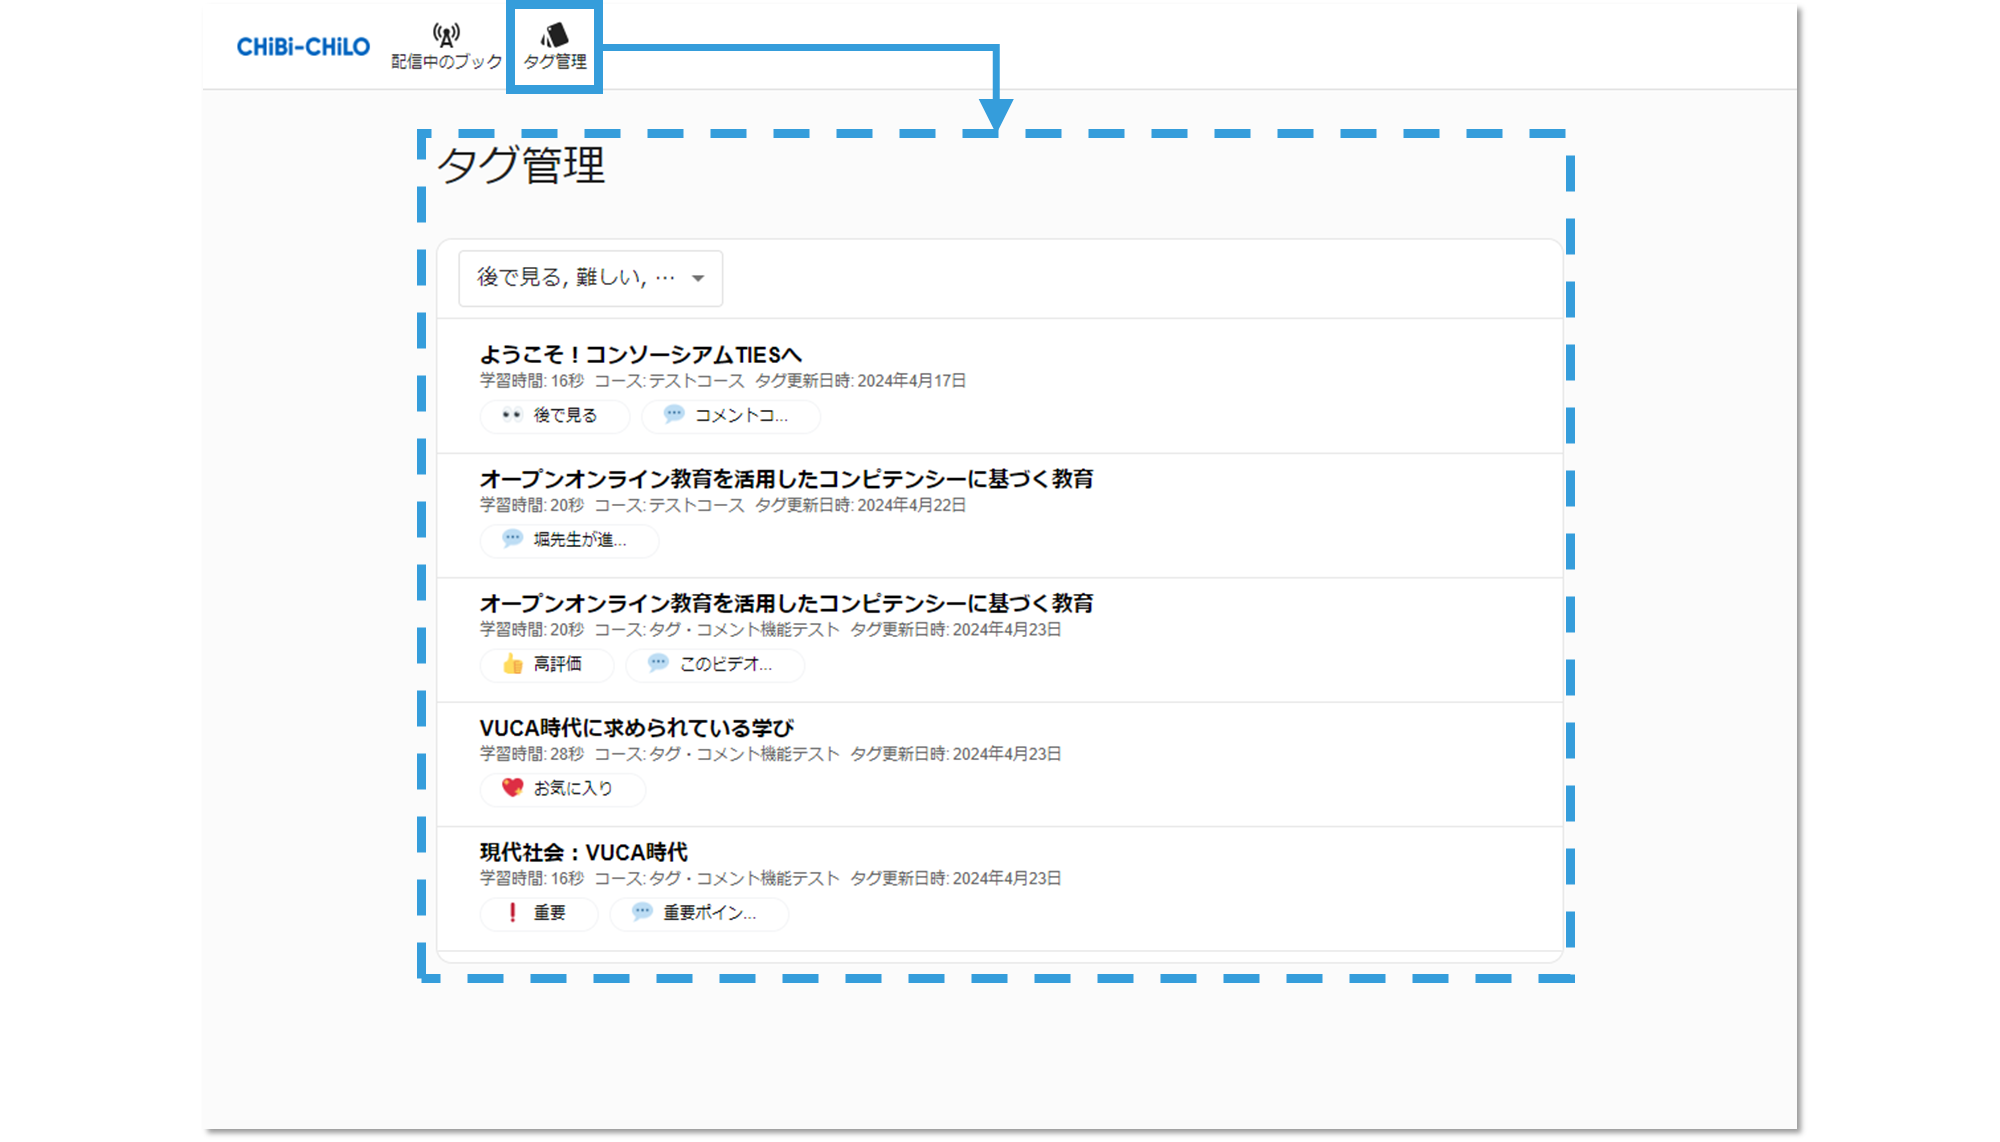 CHiBi-CHiLO
配信中のブック
タグ管理
タグ管理
後で見る, 難しい, …
ようこそ！コンソーシアムTIESへ
学習時間: 16秒 コース: テストコース タグ更新日時: 2024年4月17日
後で見る コメントコ...
オープンオンライン教育を活用したコンピテンシーに基づく教育
学習時間: 20秒 コース: テストコース タグ更新日時: 2024年4月22日
堀先生が進...
オープンオンライン教育を活用したコンピテンシーに基づく教育
学習時間: 20秒 コース: タグ・コメント機能テスト タグ更新日時: 2024年4月23日
高評価 このビデオ...
VUCA時代に求められている学び
学習時間: 28秒 コース: タグ・コメント機能テスト タグ更新日時: 2024年4月23日
お気に入り
現代社会：VUCA時代
学習時間: 16秒 コース: タグ・コメント機能テスト タグ更新日時: 2024年4月23日
重要 重要ポイン...